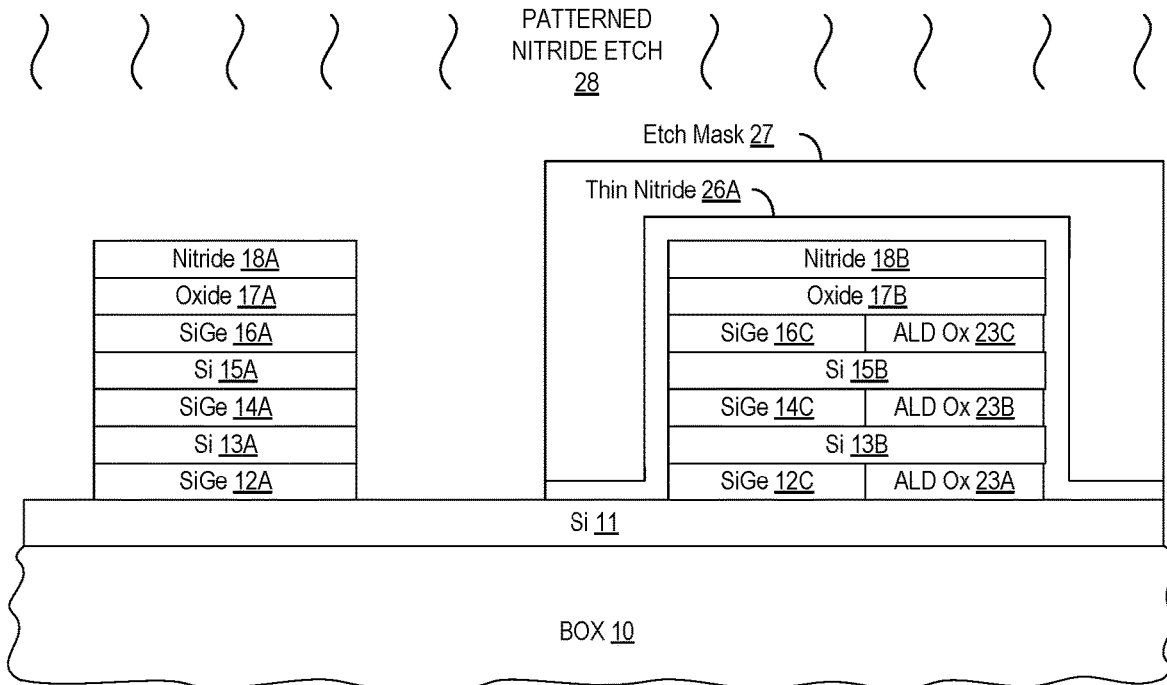 PATTERNED
NITRIDE ETCH
28
Etch Mask 27
Thin Nitride 26A
Nitride 18A
Nitride 18B
Oxide 17A
Oxide 17B
SiGe 16A
SiGe 16C
ALD Ox 23C
Si 15A
Si 15B
SiGe 14A
SiGe 14C
ALD Ox 23B
Si 13A
Si 13B
SiGe 12A
SiGe 12C
ALD Ox 23A
Si 11
BOX 10